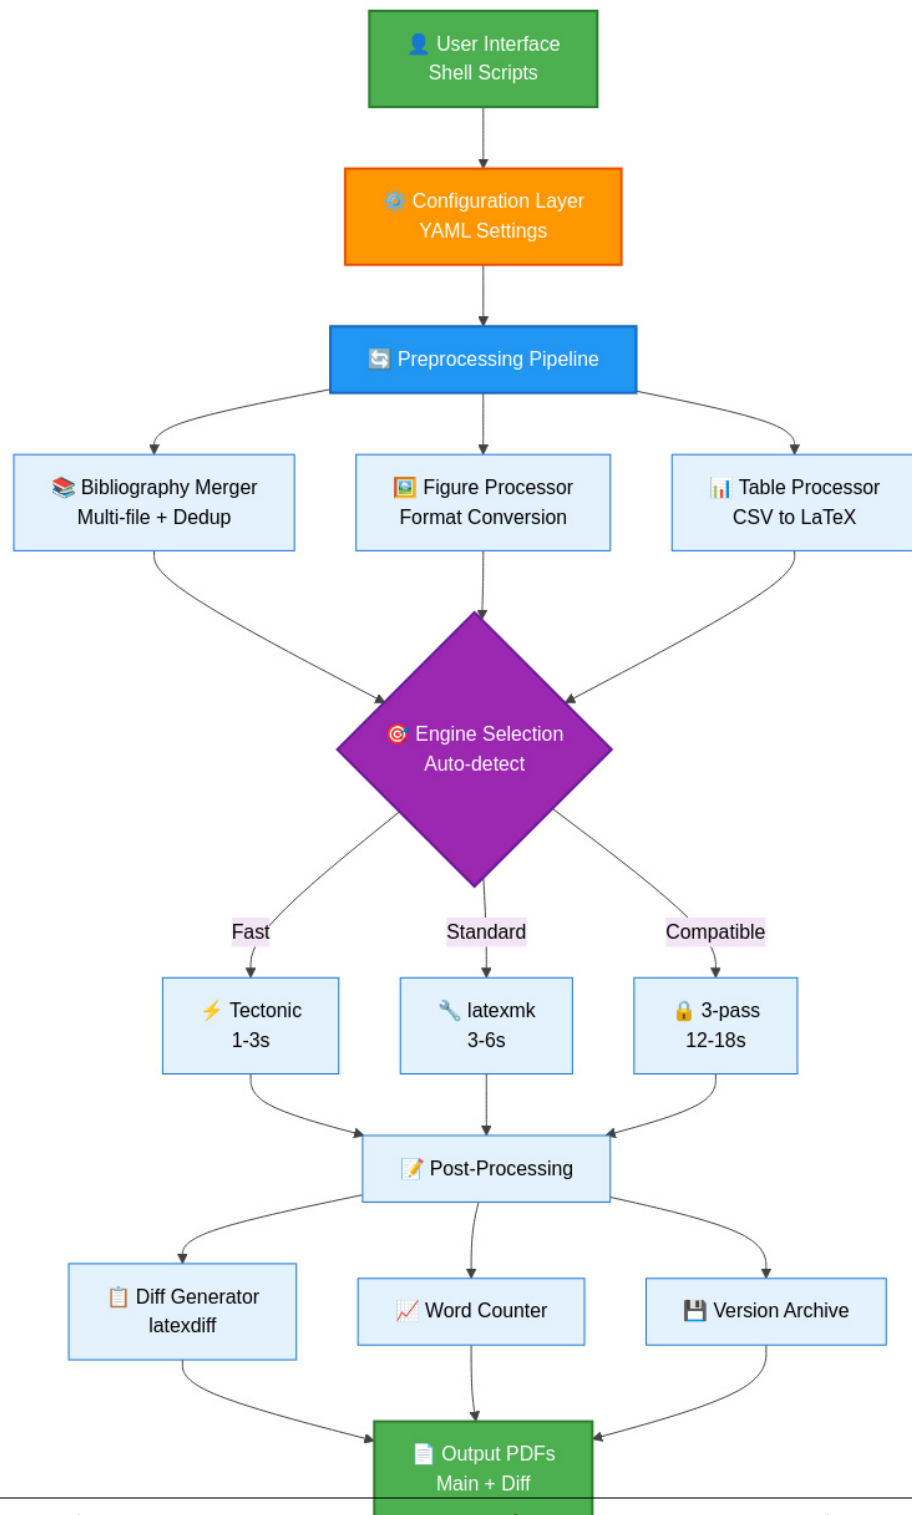 👤 User Interface
Shell Scripts
⚙️ Configuration Layer
YAML Settings
🔄 Preprocessing Pipeline
📚 Bibliography Merger
Multi-file + Dedup
🖼️ Figure Processor
Format Conversion
📊 Table Processor
CSV to LaTeX
🎯 Engine Selection
Auto-detect
Fast
Standard
Compatible
⚡ Tectonic
1-3s
🔧 latexmk
3-6s
🔒 3-pass
12-18s
📝 Post-Processing
📋 Diff Generator
latexdiff
📈 Word Counter
💾 Version Archive
📄 Output PDFs
Main + Diff